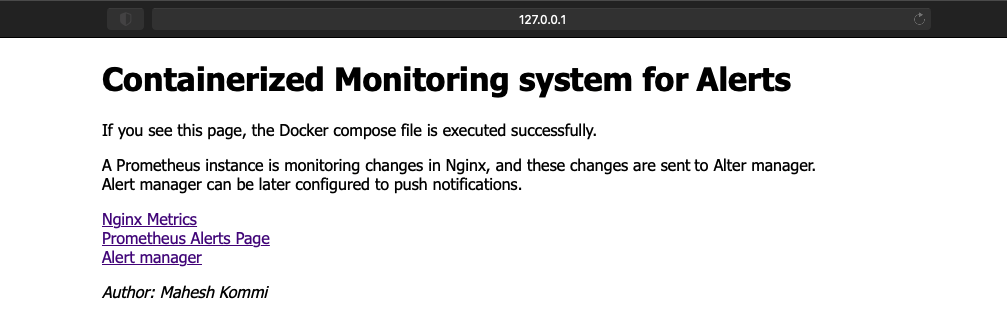 127.0.0.1
Containerized Monitoring system for Alerts
If you see this page, the Docker compose file is executed successfully.
A Prometheus instance is monitoring changes in Nginx, and these changes are sent to Alter manager.
Alert manager can be later configured to push notifications.
Nginx Metrics
Prometheus Alerts Page
Alert manager
Author: Mahesh Kommi